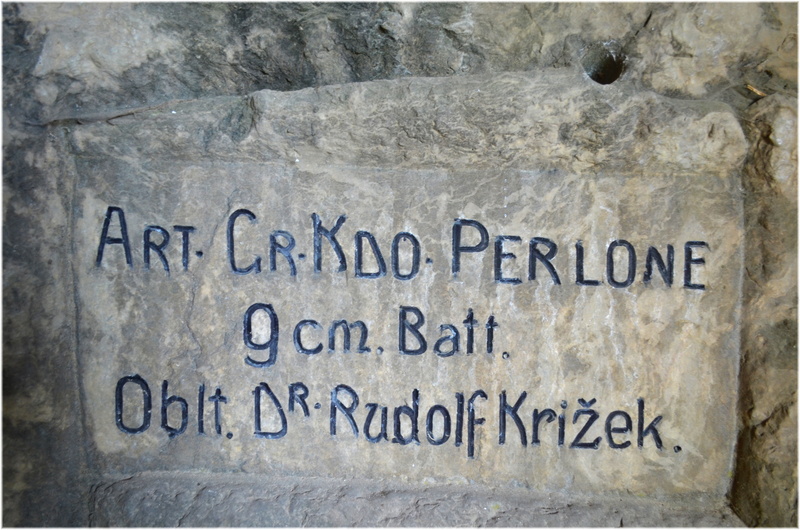 ART. GR. KDO. PERLONE
9 cm. Batt.
Oblt. DR. Rudolf Križek.